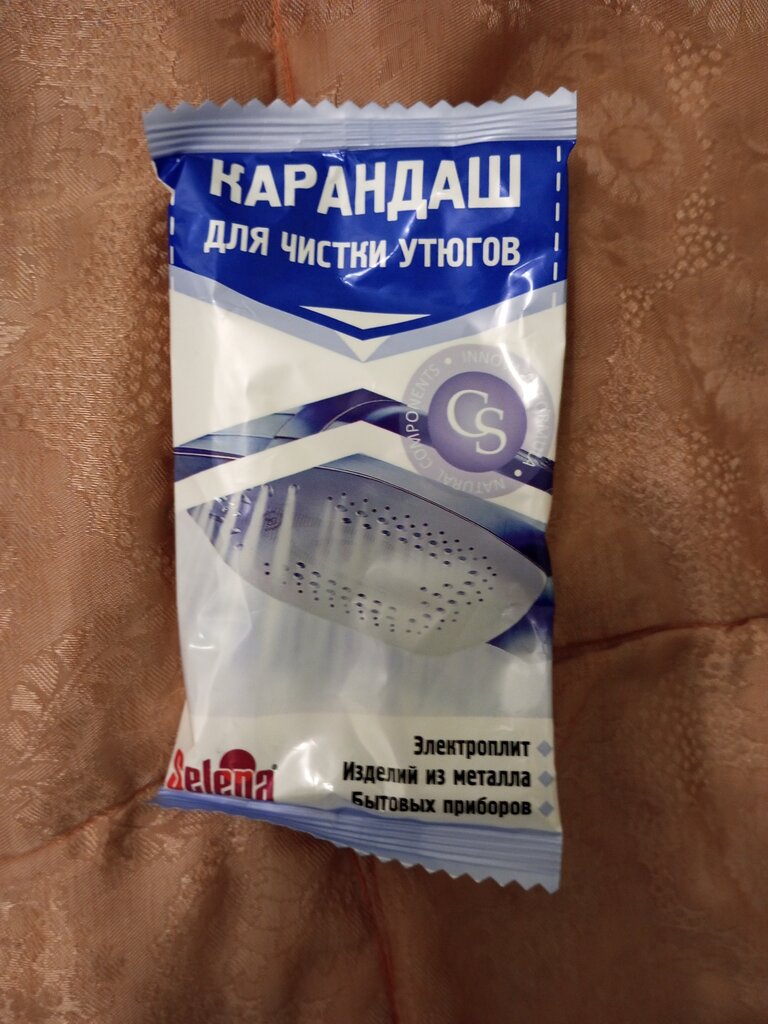 КАРАНДАШ
ДЛЯ ЧИСТКИ УТЮГОВ
NATURAL COMPONENTS
CS
Электроплит
Изделий из металла
Бытовых приборов
Selena